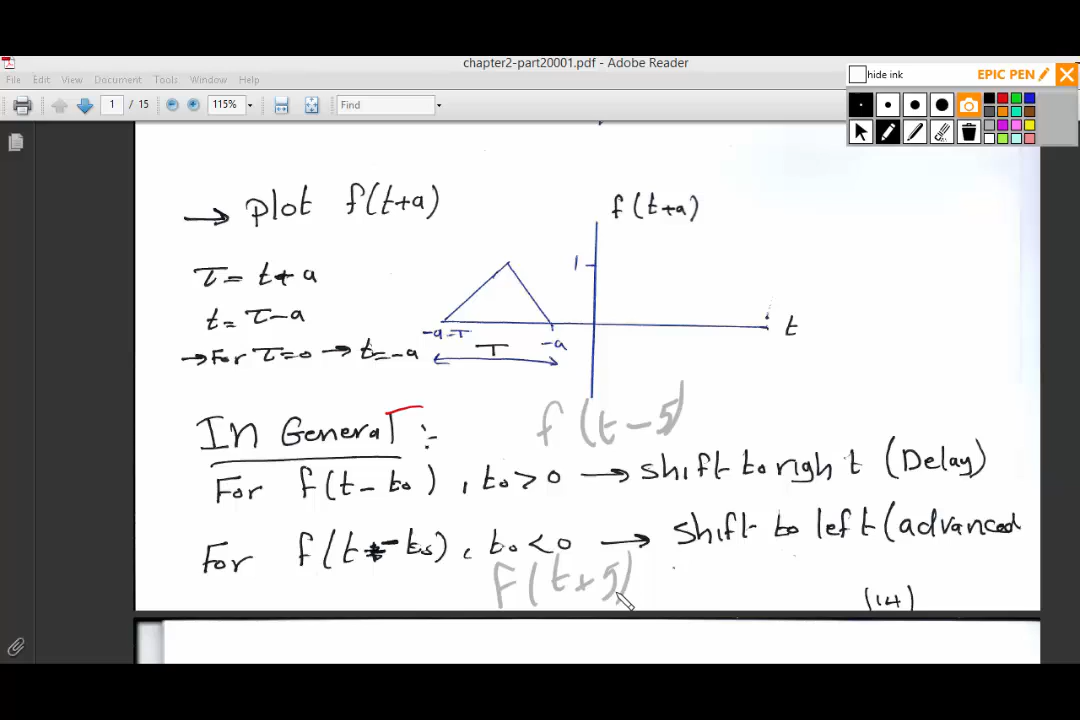 chapter2-part20001.pdf - Adobe Reader
File Edit View Document Tools Window Help
1 / 15 115% Find
hide ink EPIC PEN
→ plot f(t+a)
f(t+a)
τ = t+a
t = τ-a
→ For τ=0 → t=-a
1
-a-T
-a
T
t
f(t-5)
In General :-
For f(t-t₀), t₀>0 → shift to right (Delay)
For f(t-t₀), t₀<0 → shift to left (advanced
F(t+5)
(14)